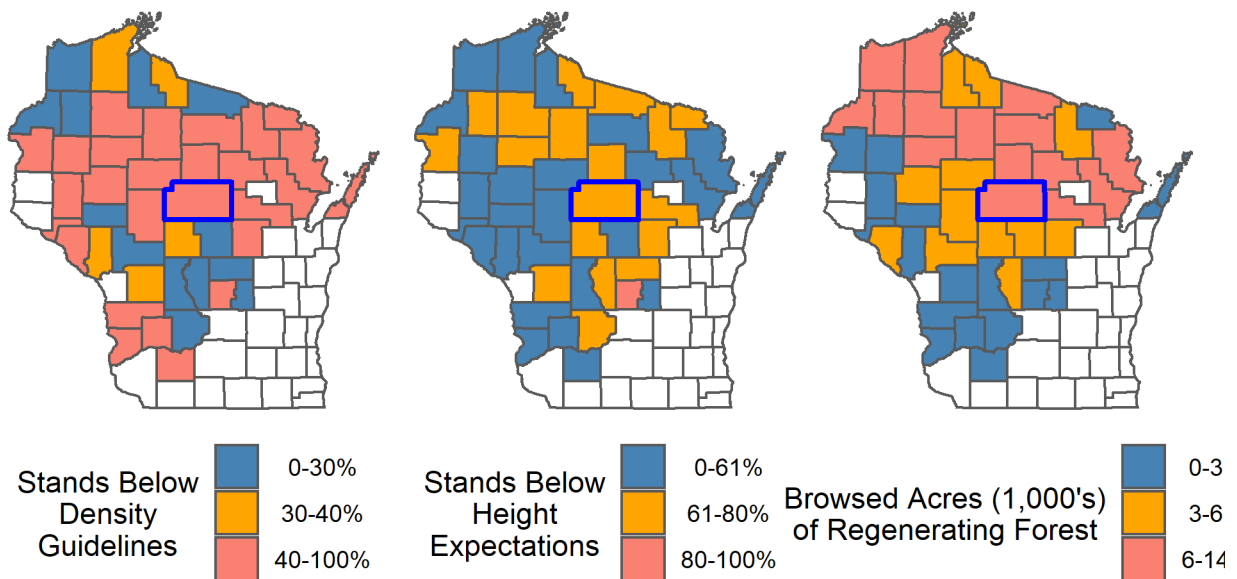 Stands Below
Density
Guidelines
0-30%
30-40%
40-100%
Stands Below
Height
Expectations
0-61%
61-80%
80-100%
Browsed Acres (1,000's)
of Regenerating Forest
0-3
3-6
6-14